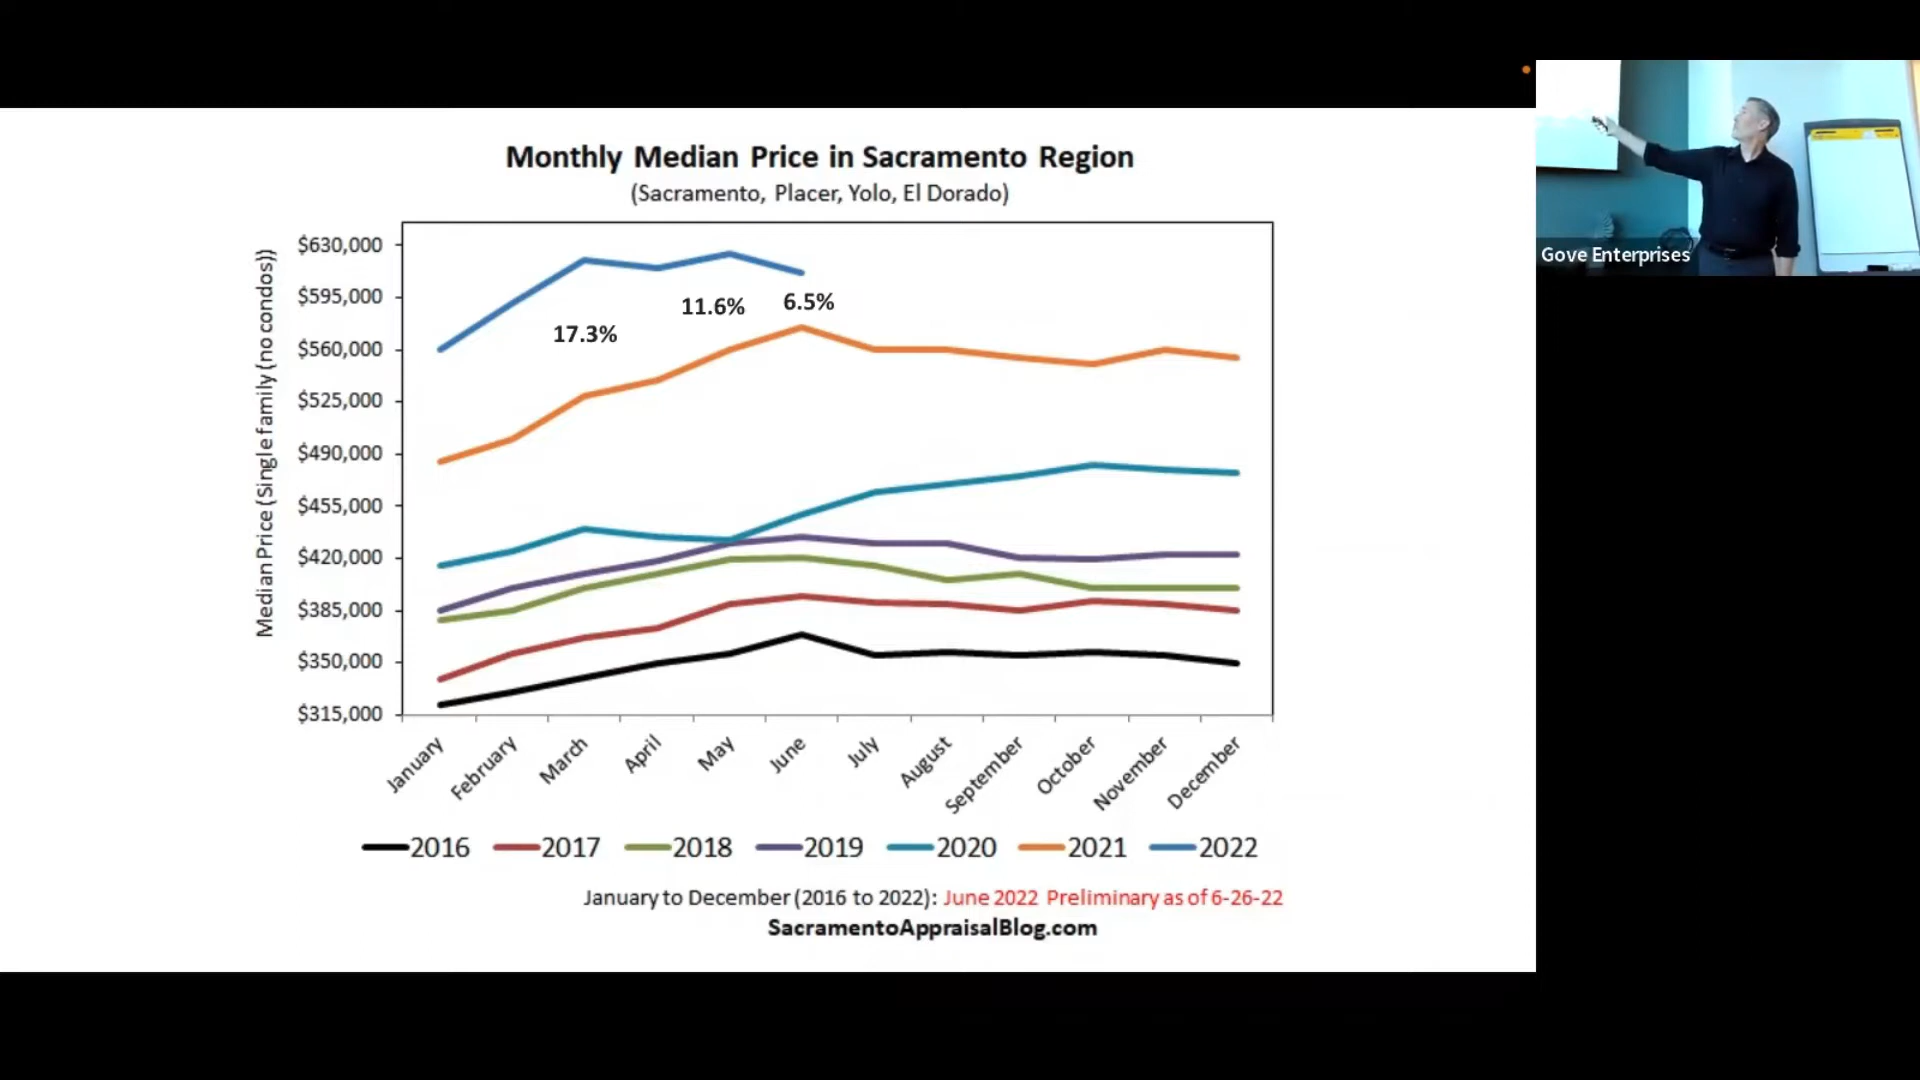 Monthly Median Price in Sacramento Region
(Sacramento, Placer, Yolo, El Dorado)
Median Price (Single family (no condos))
$630,000
$595,000
$560,000
$525,000
$490,000
$455,000
$420,000
$385,000
$350,000
$315,000
17.3%
11.6%
6.5%
January
February
March
April
May
June
July
August
September
October
November
December
2016
2017
2018
2019
2020
2021
2022
January to December (2016 to 2022): June 2022 Preliminary as of 6-26-22
SacramentoAppraisalBlog.com
Gove Enterprises